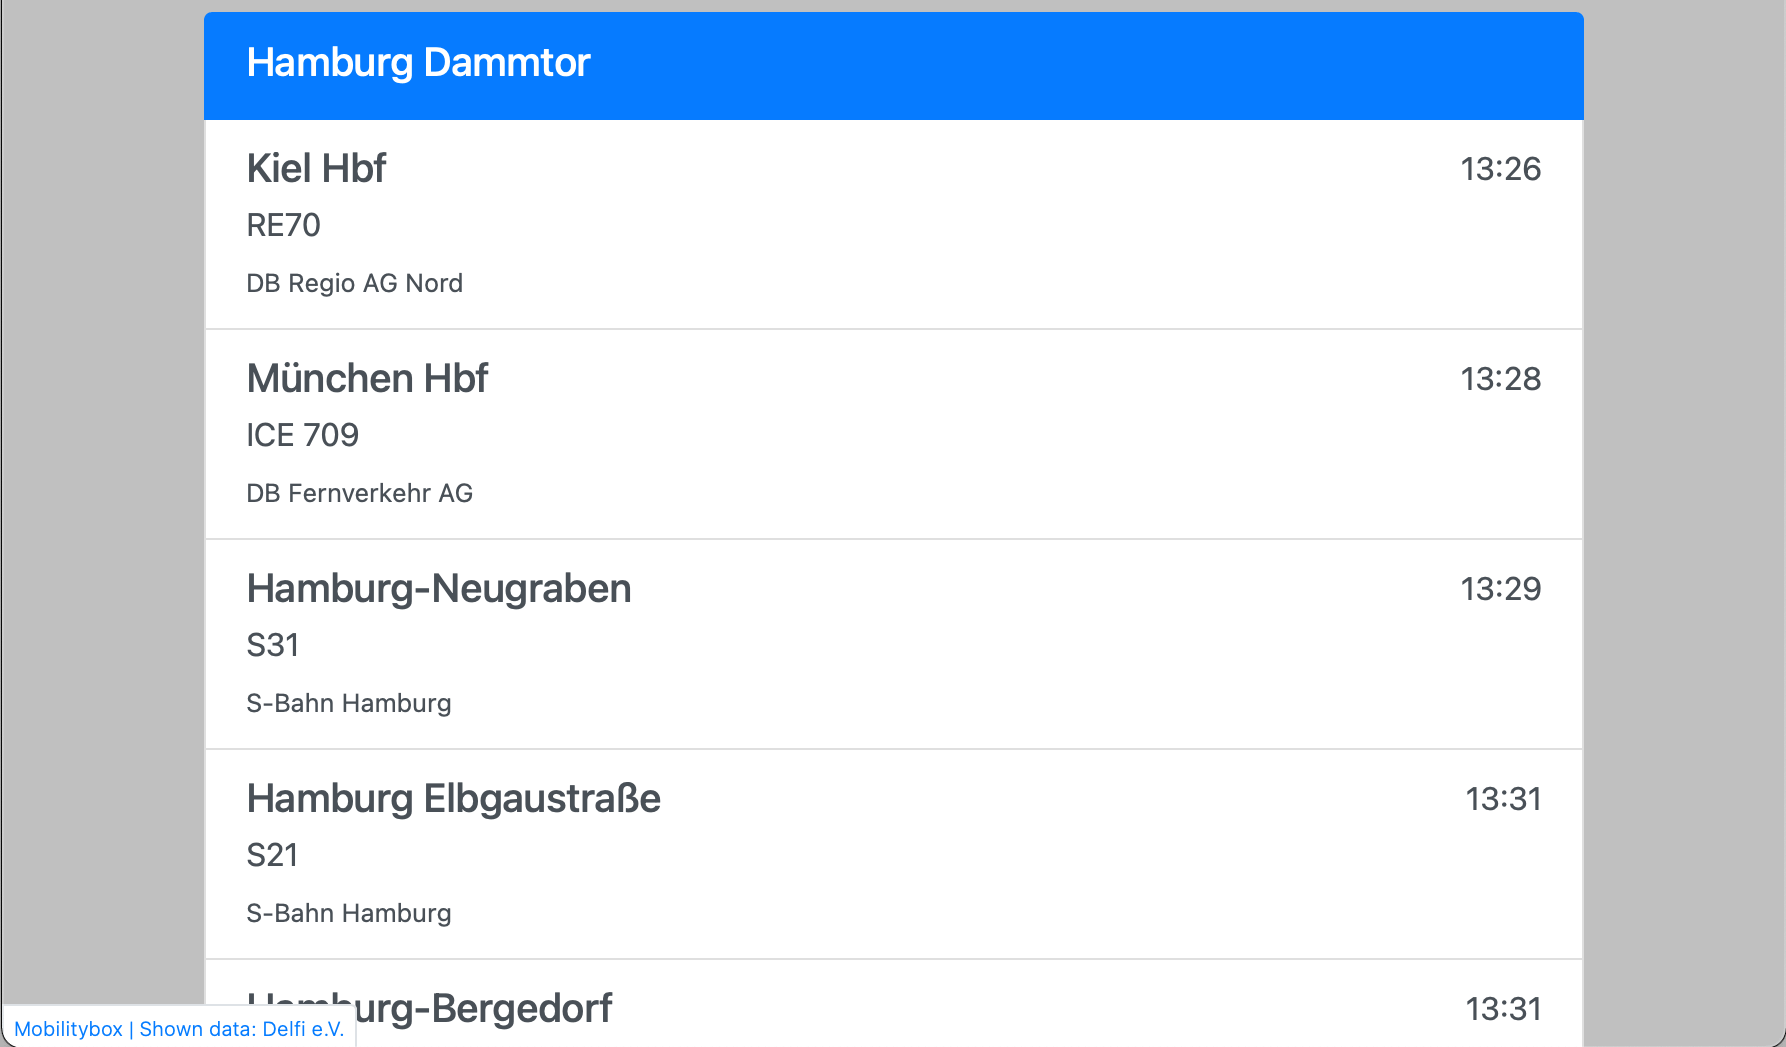 Hamburg Dammtor
Kiel Hbf
13:26
RE70
DB Regio AG Nord
München Hbf
13:28
ICE 709
DB Fernverkehr AG
Hamburg-Neugraben
13:29
S31
S-Bahn Hamburg
Hamburg Elbgaustraße
13:31
S21
S-Bahn Hamburg
Hamburg-Bergedorf
13:31
Mobilitybox | Shown data: Delfi e.V.